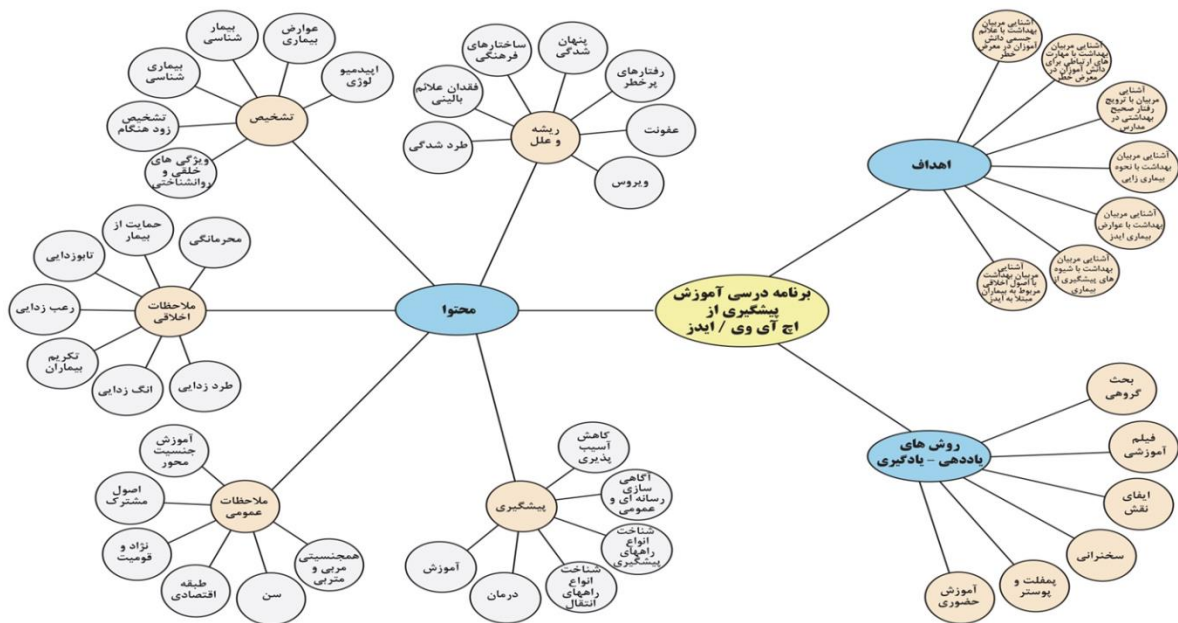 برنامه درسی آموزش
پیشگیری از
اچ آی وی / ایدز
اهداف
آشنایی مربیان
بهداشت با علائم
جسمی دانش
آموزان در معرض
خطر
آشنایی مربیان
بهداشت با مهارت
های ارتباطی برای
دانش آموزان در
معرض خطر
آشنایی
مربیان با ترویج
رفتار صحیح
بهداشتی در
مدارس
آشنایی مربیان
بهداشت با نحوه
بیماری زایی
آشنایی مربیان
بهداشت با عوارض
بیماری ایدز
آشنایی مربیان
بهداشت با شیوه
های پیشگیری از
بیماری
آشنایی
مربیان بهداشت
با اصول اخلاقی
مربوط به بیماران
مبتلا به ایدز
روش های
یاددهی - یادگیری
بحث
گروهی
فیلم
آموزشی
ایفای
نقش
سخنرانی
پمفلت و
پوستر
آموزش
حضوری
محتوا
ریشه
و علل
ویروس
عفونت
رفتارهای
پرخطر
پنهان
شدگی
ساختارهای
فرهنگی
فقدان علائم
بالینی
طرد شدگی
تشخیص
اپیدمیو
لوژی
عوارض
بیماری
بیمار
شناسی
بیماری
شناسی
تشخیص
زود هنگام
ویژگی های
خلقی و
روانشناختی
ملاحظات
اخلاقی
محرمانگی
حمایت از
بیمار
تابوزدایی
رعب زدایی
تکریم
بیماران
انگ زدایی
طرد زدایی
ملاحظات
عمومی
آموزش
جنسیت
محور
اصول
مشترک
نژاد و
قومیت
طبقه
اقتصادی
سن
همجنسیتی
مربی و
متربی
پیشگیری
کاهش
آسیب
پذیری
آگاهی
سازی
رسانه ای و
عمومی
شناخت
انواع
راههای
پیشگیری
شناخت
انواع
راههای
انتقال
درمان
آموزش